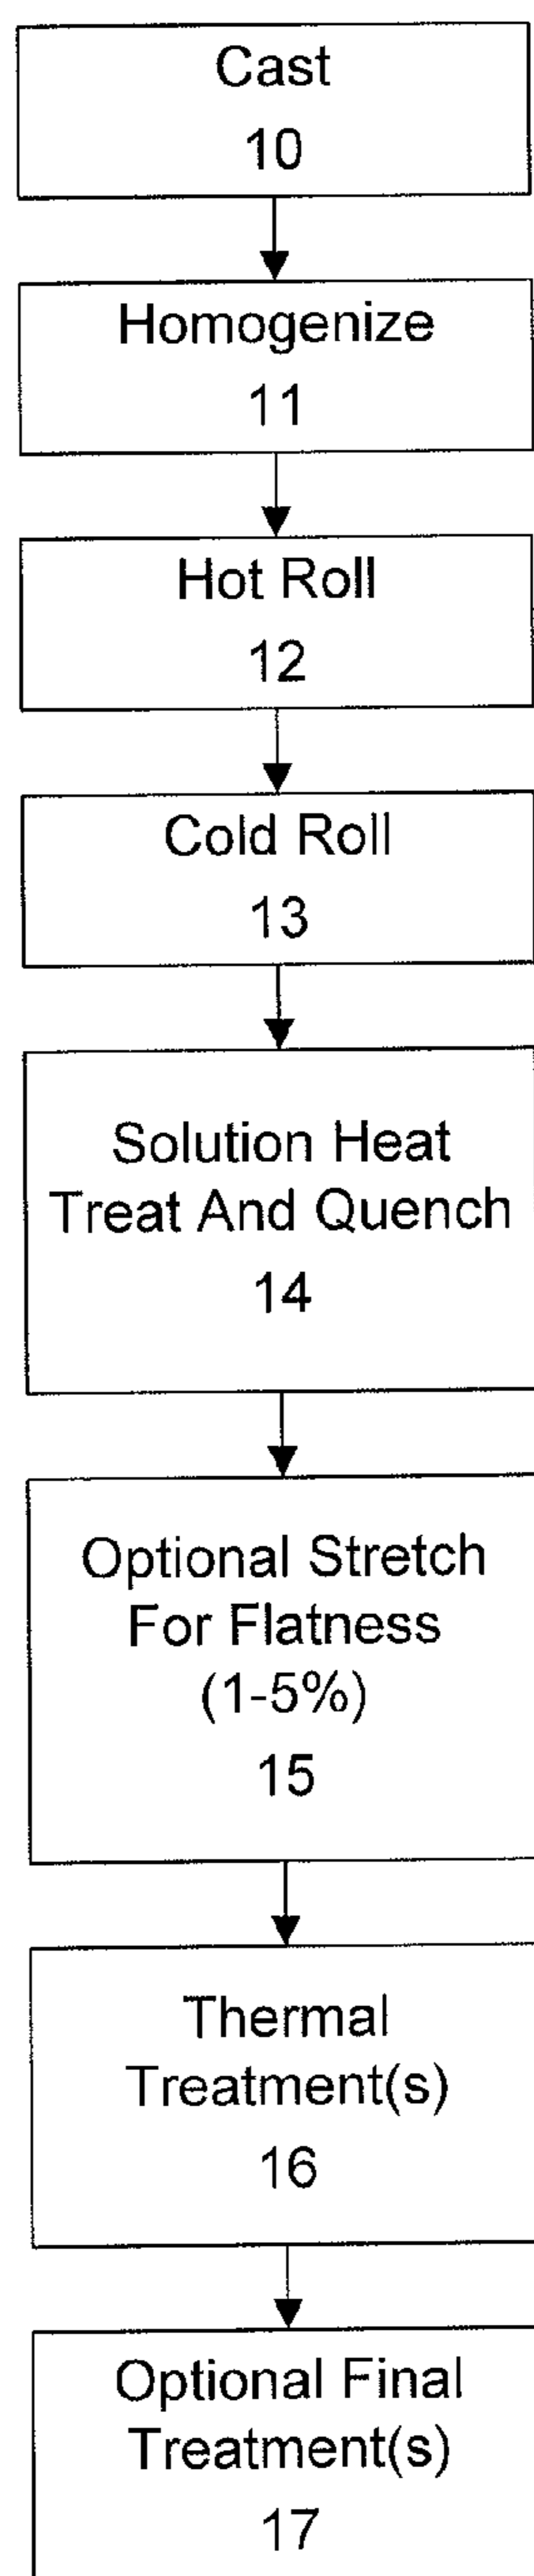 Cast
10
Homogenize
11
Hot Roll
12
Cold Roll
13
Solution Heat
Treat And Quench
14
Optional Stretch
For Flatness
(1-5%)
15
Thermal
Treatment(s)
16
Optional Final
Treatment(s)
17